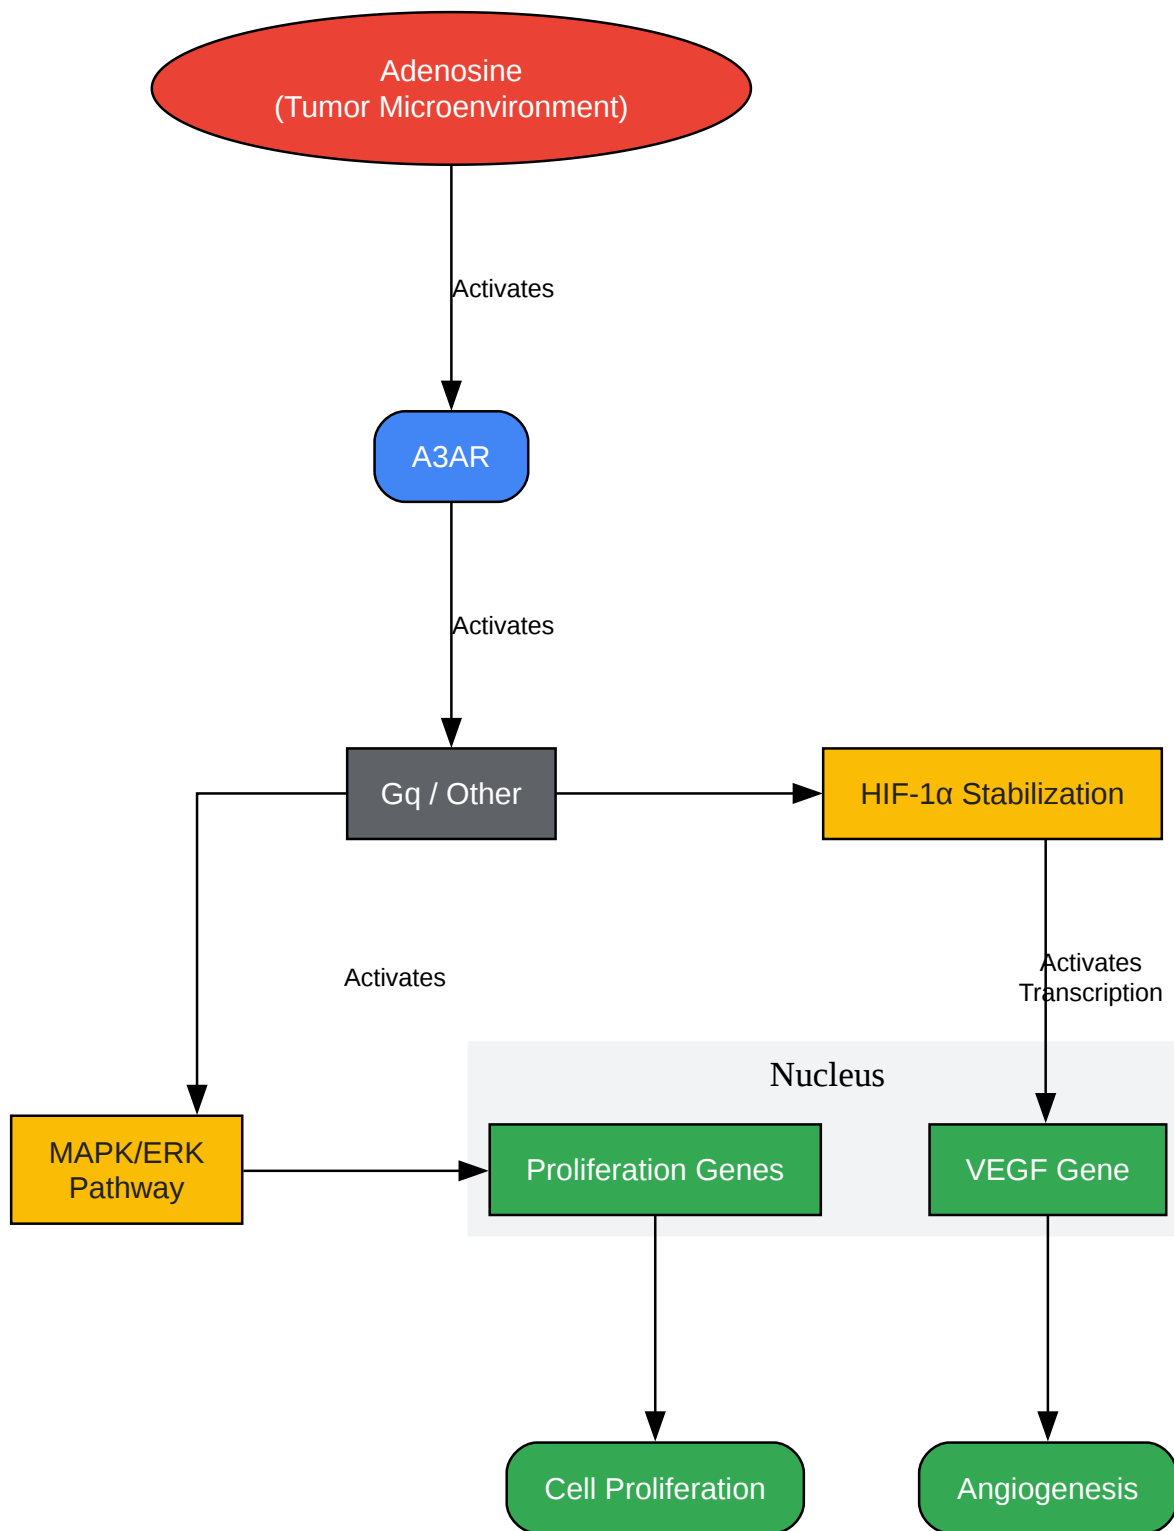 Adenosine
(Tumor Microenvironment)
Activates
A3AR
Activates
Gq / Other
HIF-1α Stabilization
Activates
Activates
Transcription
Nucleus
MAPK/ERK
Pathway
Proliferation Genes
VEGF Gene
Cell Proliferation
Angiogenesis